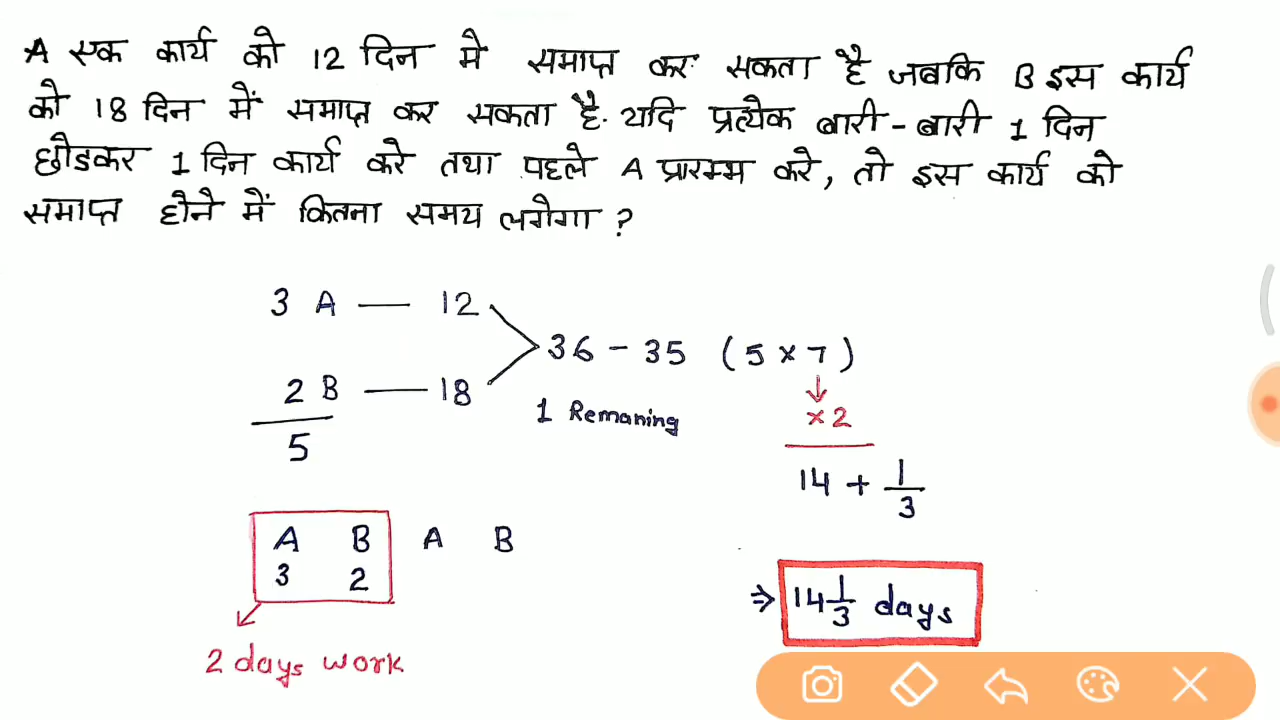 A एक कार्य को 12 दिन मे समाप्त कर सकता है जबकि B इस कार्य
को 18 दिन में समाप्त कर सकता है. यदि प्रत्येक बारी-बारी 1 दिन
छोडकर 1 दिन कार्य करे तथा पहले A प्रारम्भ करे, तो इस कार्य को
समाप्त होने में कितना समय लगेगा ?
3 A — 12
36 - 35 (5 x 7)
2 B — 18
1 Remaning
x 2
5
14 + 1/3
A B A B
3 2
⇒ 14 1/3 days
2 days work